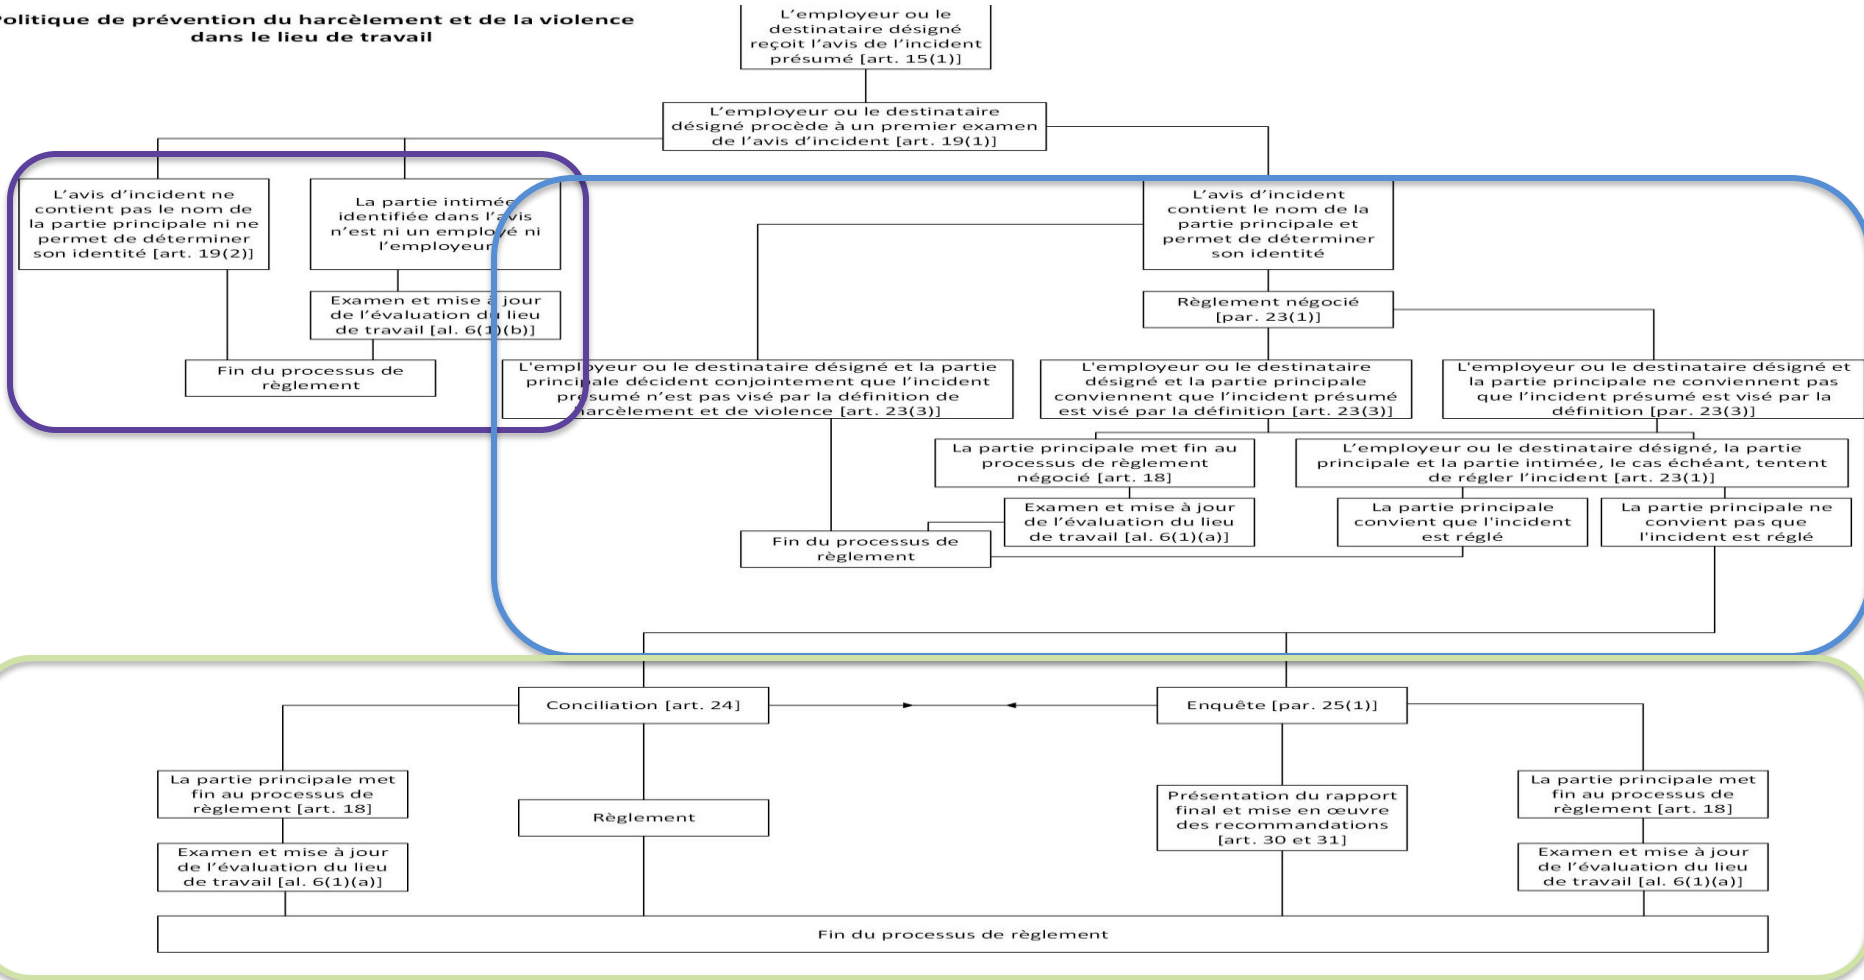 Politique de prévention du harcèlement et de la violence
dans le lieu de travail
L'employeur ou le
destinataire désigné
reçoit l'avis de l'incident
présumé [art. 15(1)]
L'employeur ou le destinataire
désigné procède à un premier examen
de l'avis d'incident [art. 19(1)]
L'avis d'incident ne
contient pas le nom de
la partie principale ni ne
permet de déterminer
son identité [art. 19(2)]
La partie intimée
identifiée dans l'avis
n'est ni un employé ni
l'employeur
L'avis d'incident
contient le nom de la
partie principale et
permet de déterminer
son identité
Examen et mise à jour
de l'évaluation du lieu
de travail [al. 6(1)(b)]
Règlement négocié
[par. 23(1)]
Fin du processus de
règlement
L'employeur ou le destinataire désigné et la partie
principale décident conjointement que l'incident
présumé n'est pas visé par la définition de
harcèlement et de violence [art. 23(3)]
L'employeur ou le destinataire
désigné et la partie principale
conviennent que l'incident présumé
est visé par la définition [art. 23(3)]
L'employeur ou le destinataire désigné et
la partie principale ne conviennent pas
que l'incident présumé est visé par la
définition [par. 23(3)]
La partie principale met fin au
processus de règlement
négocié [art. 18]
L'employeur ou le destinataire désigné, la partie
principale et la partie intimée, le cas échéant, tentent
de régler l'incident [art. 23(1)]
Examen et mise à jour
de l'évaluation du lieu
de travail [al. 6(1)(a)]
La partie principale
convient que l'incident
est réglé
La partie principale ne
convient pas que
l'incident est réglé
Fin du processus de
règlement
Conciliation [art. 24]
Enquête [par. 25(1)]
La partie principale met
fin au processus de
règlement [art. 18]
Règlement
Présentation du rapport
final et mise en œuvre
des recommandations
[art. 30 et 31]
La partie principale met
fin au processus de
règlement [art. 18]
Examen et mise à jour
de l'évaluation du lieu
de travail [al. 6(1)(a)]
Examen et mise à jour
de l'évaluation du lieu
de travail [al. 6(1)(a)]
Fin du processus de règlement